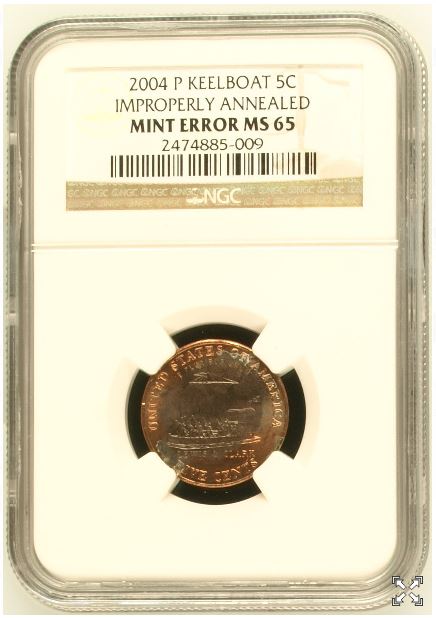 2004 P KEELBOAT 5C
IMPROPERLY ANNEALED
MINT ERROR MS 65
2474885-009
NGC
UNITED STATES OF AMERICA
LEWIS & CLARK
FIVE CENTS